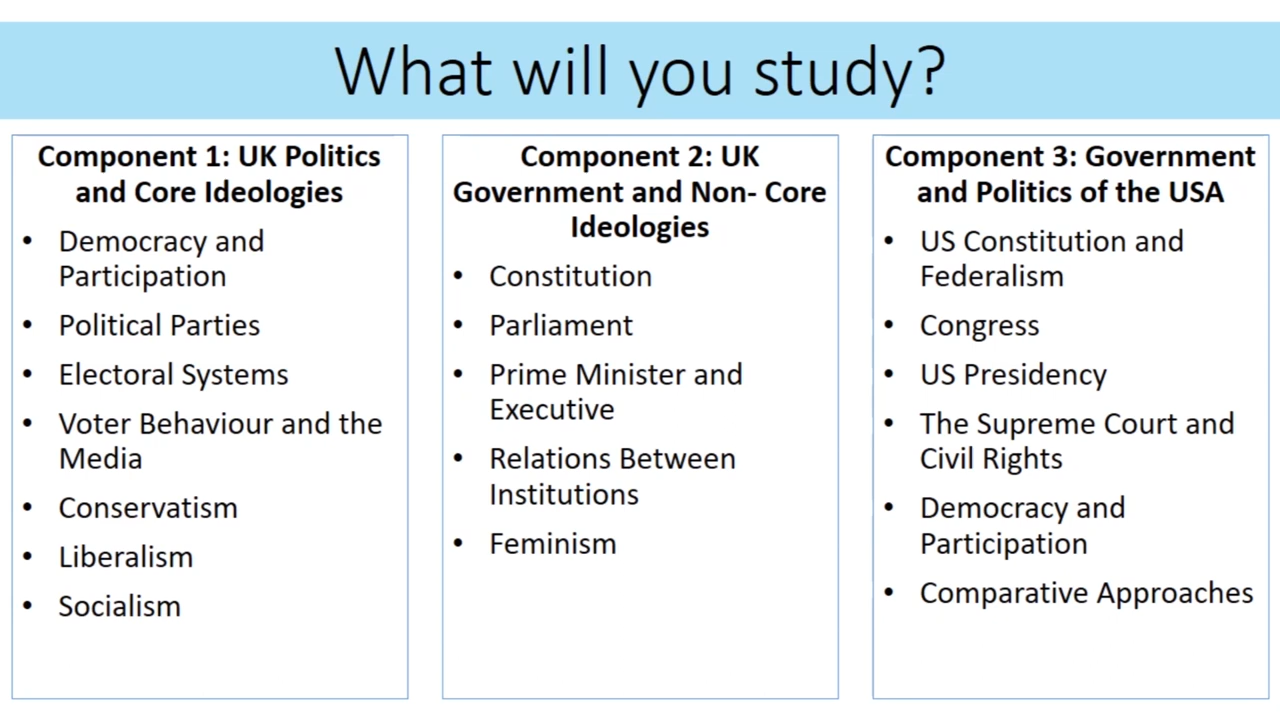 What will you study?
Component 1: UK Politics
and Core Ideologies
• Democracy and
Participation
• Political Parties
• Electoral Systems
• Voter Behaviour and the
Media
• Conservatism
• Liberalism
• Socialism
Component 2: UK
Government and Non- Core
Ideologies
• Constitution
• Parliament
• Prime Minister and
Executive
• Relations Between
Institutions
• Feminism
Component 3: Government
and Politics of the USA
• US Constitution and
Federalism
• Congress
• US Presidency
• The Supreme Court and
Civil Rights
• Democracy and
Participation
• Comparative Approaches